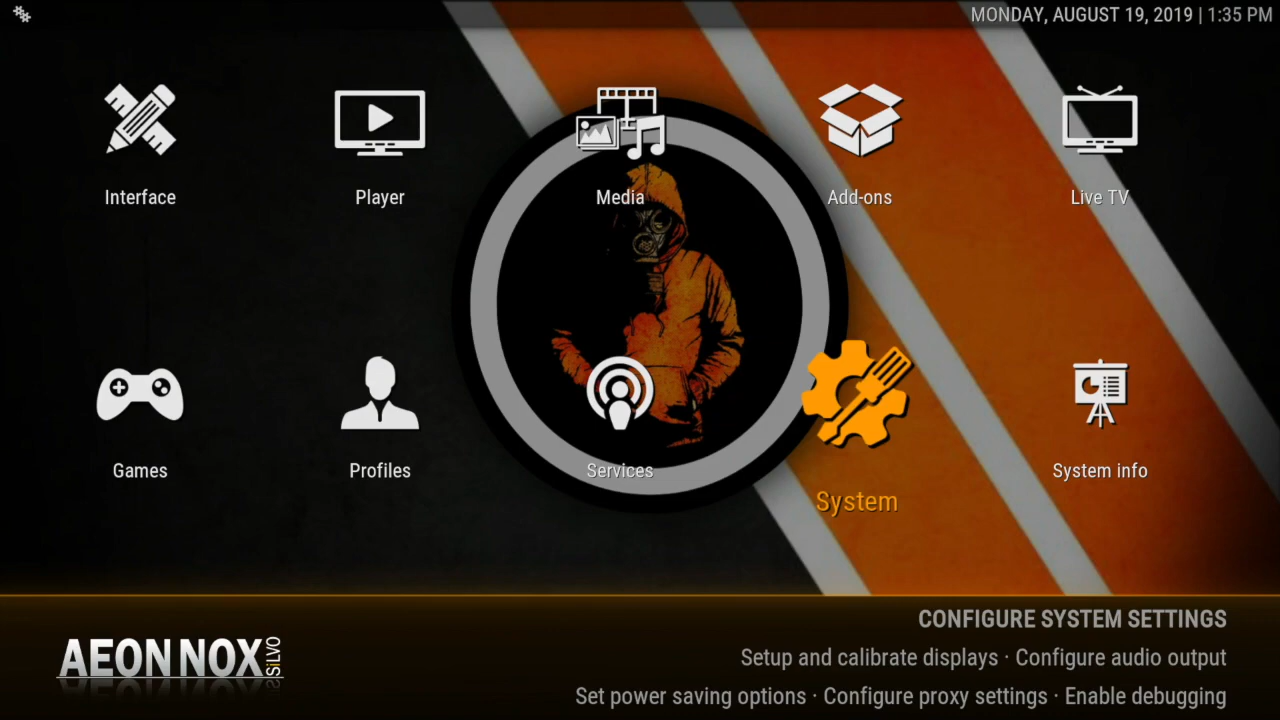 MONDAY, AUGUST 19, 2019 | 1:35 PM
Interface
Player
Media
Add-ons
Live TV
Games
Profiles
Services
System
System info
AEON NOX SiLVO
CONFIGURE SYSTEM SETTINGS
Setup and calibrate displays · Configure audio output
Set power saving options · Configure proxy settings · Enable debugging